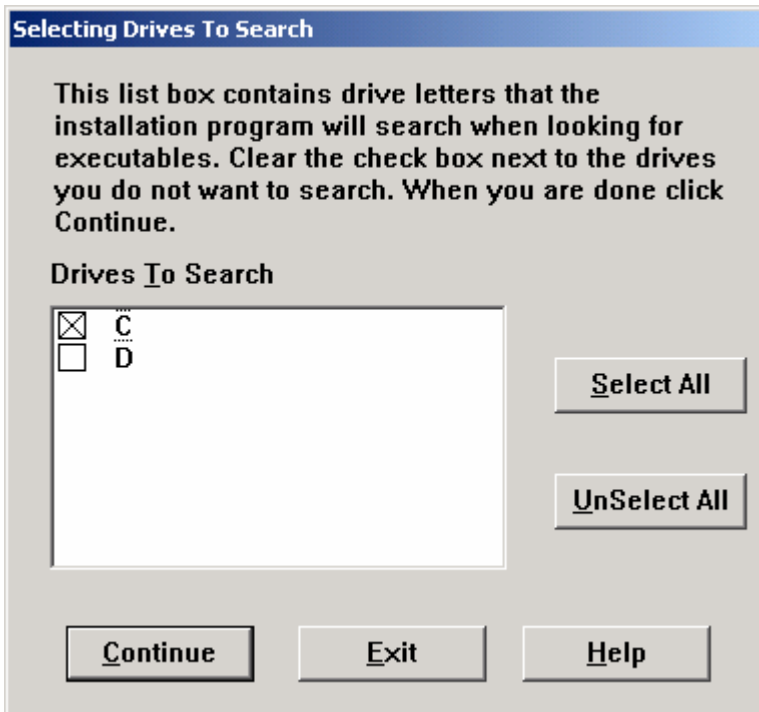 Selecting Drives To Search
This list box contains drive letters that the
installation program will search when looking for
executables. Clear the check box next to the drives
you do not want to search. When you are done click
Continue.
Drives To Search
C
D
Select All
UnSelect All
Continue
Exit
Help